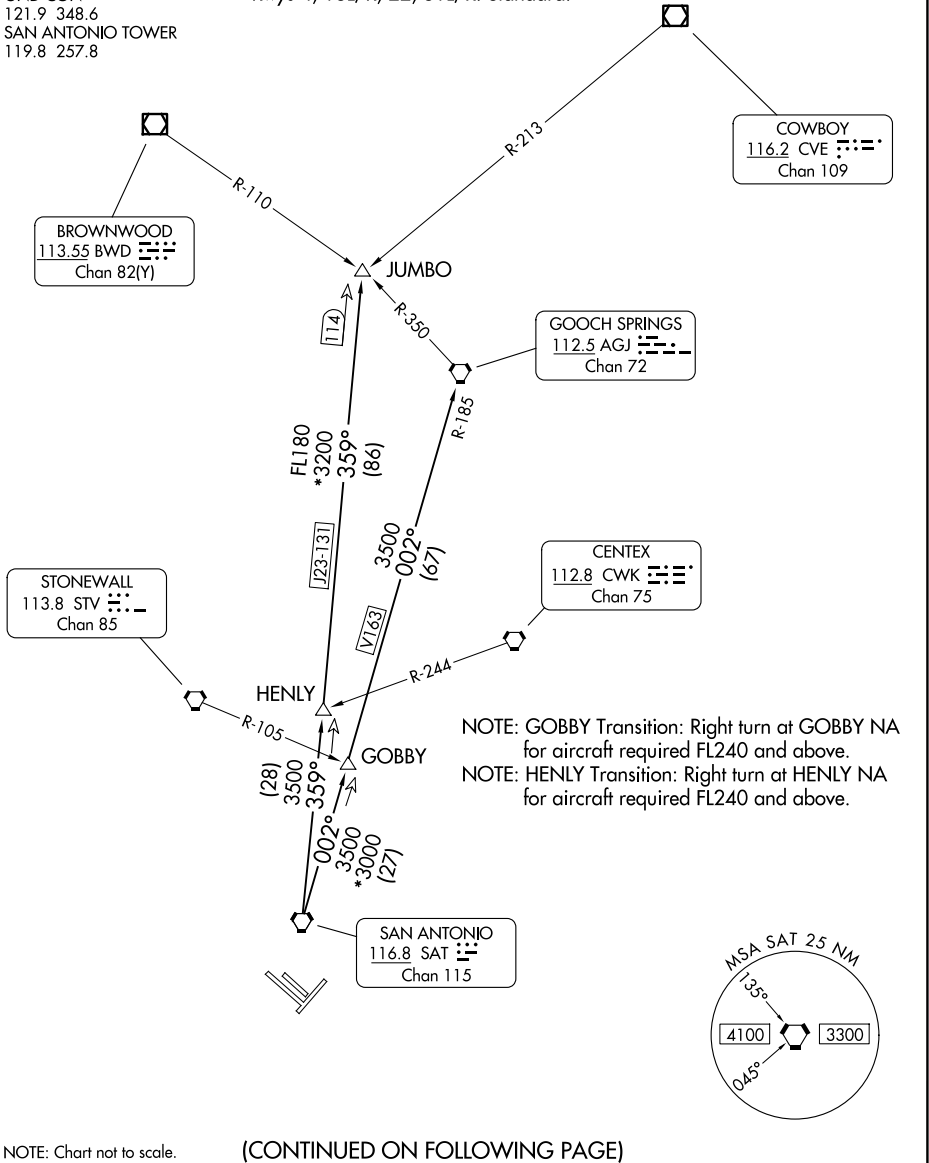 121.9 348.6
SAN ANTONIO TOWER
119.8 257.8
COWBOY
116.2 CVE
Chan 109
R-213
R-110
BROWNWOOD
113.55 BWD
Chan 82(Y)
JUMBO
114
R-350
GOOCH SPRINGS
112.5 AGJ
Chan 72
R-185
FL180
*3200
359°
(86)
J23-131
3500
002°
(67)
V163
CENTEX
112.8 CWK
Chan 75
STONEWALL
113.8 STV
Chan 85
R-244
HENLY
R-105
GOBBY
NOTE: GOBBY Transition: Right turn at GOBBY NA
for aircraft required FL240 and above.
NOTE: HENLY Transition: Right turn at HENLY NA
for aircraft required FL240 and above.
(28)
3500
359°
002°
3500
*3000
(27)
SAN ANTONIO
116.8 SAT
Chan 115
MSA SAT 25 NM
135°
4100
3300
045°
NOTE: Chart not to scale.
(CONTINUED ON FOLLOWING PAGE)